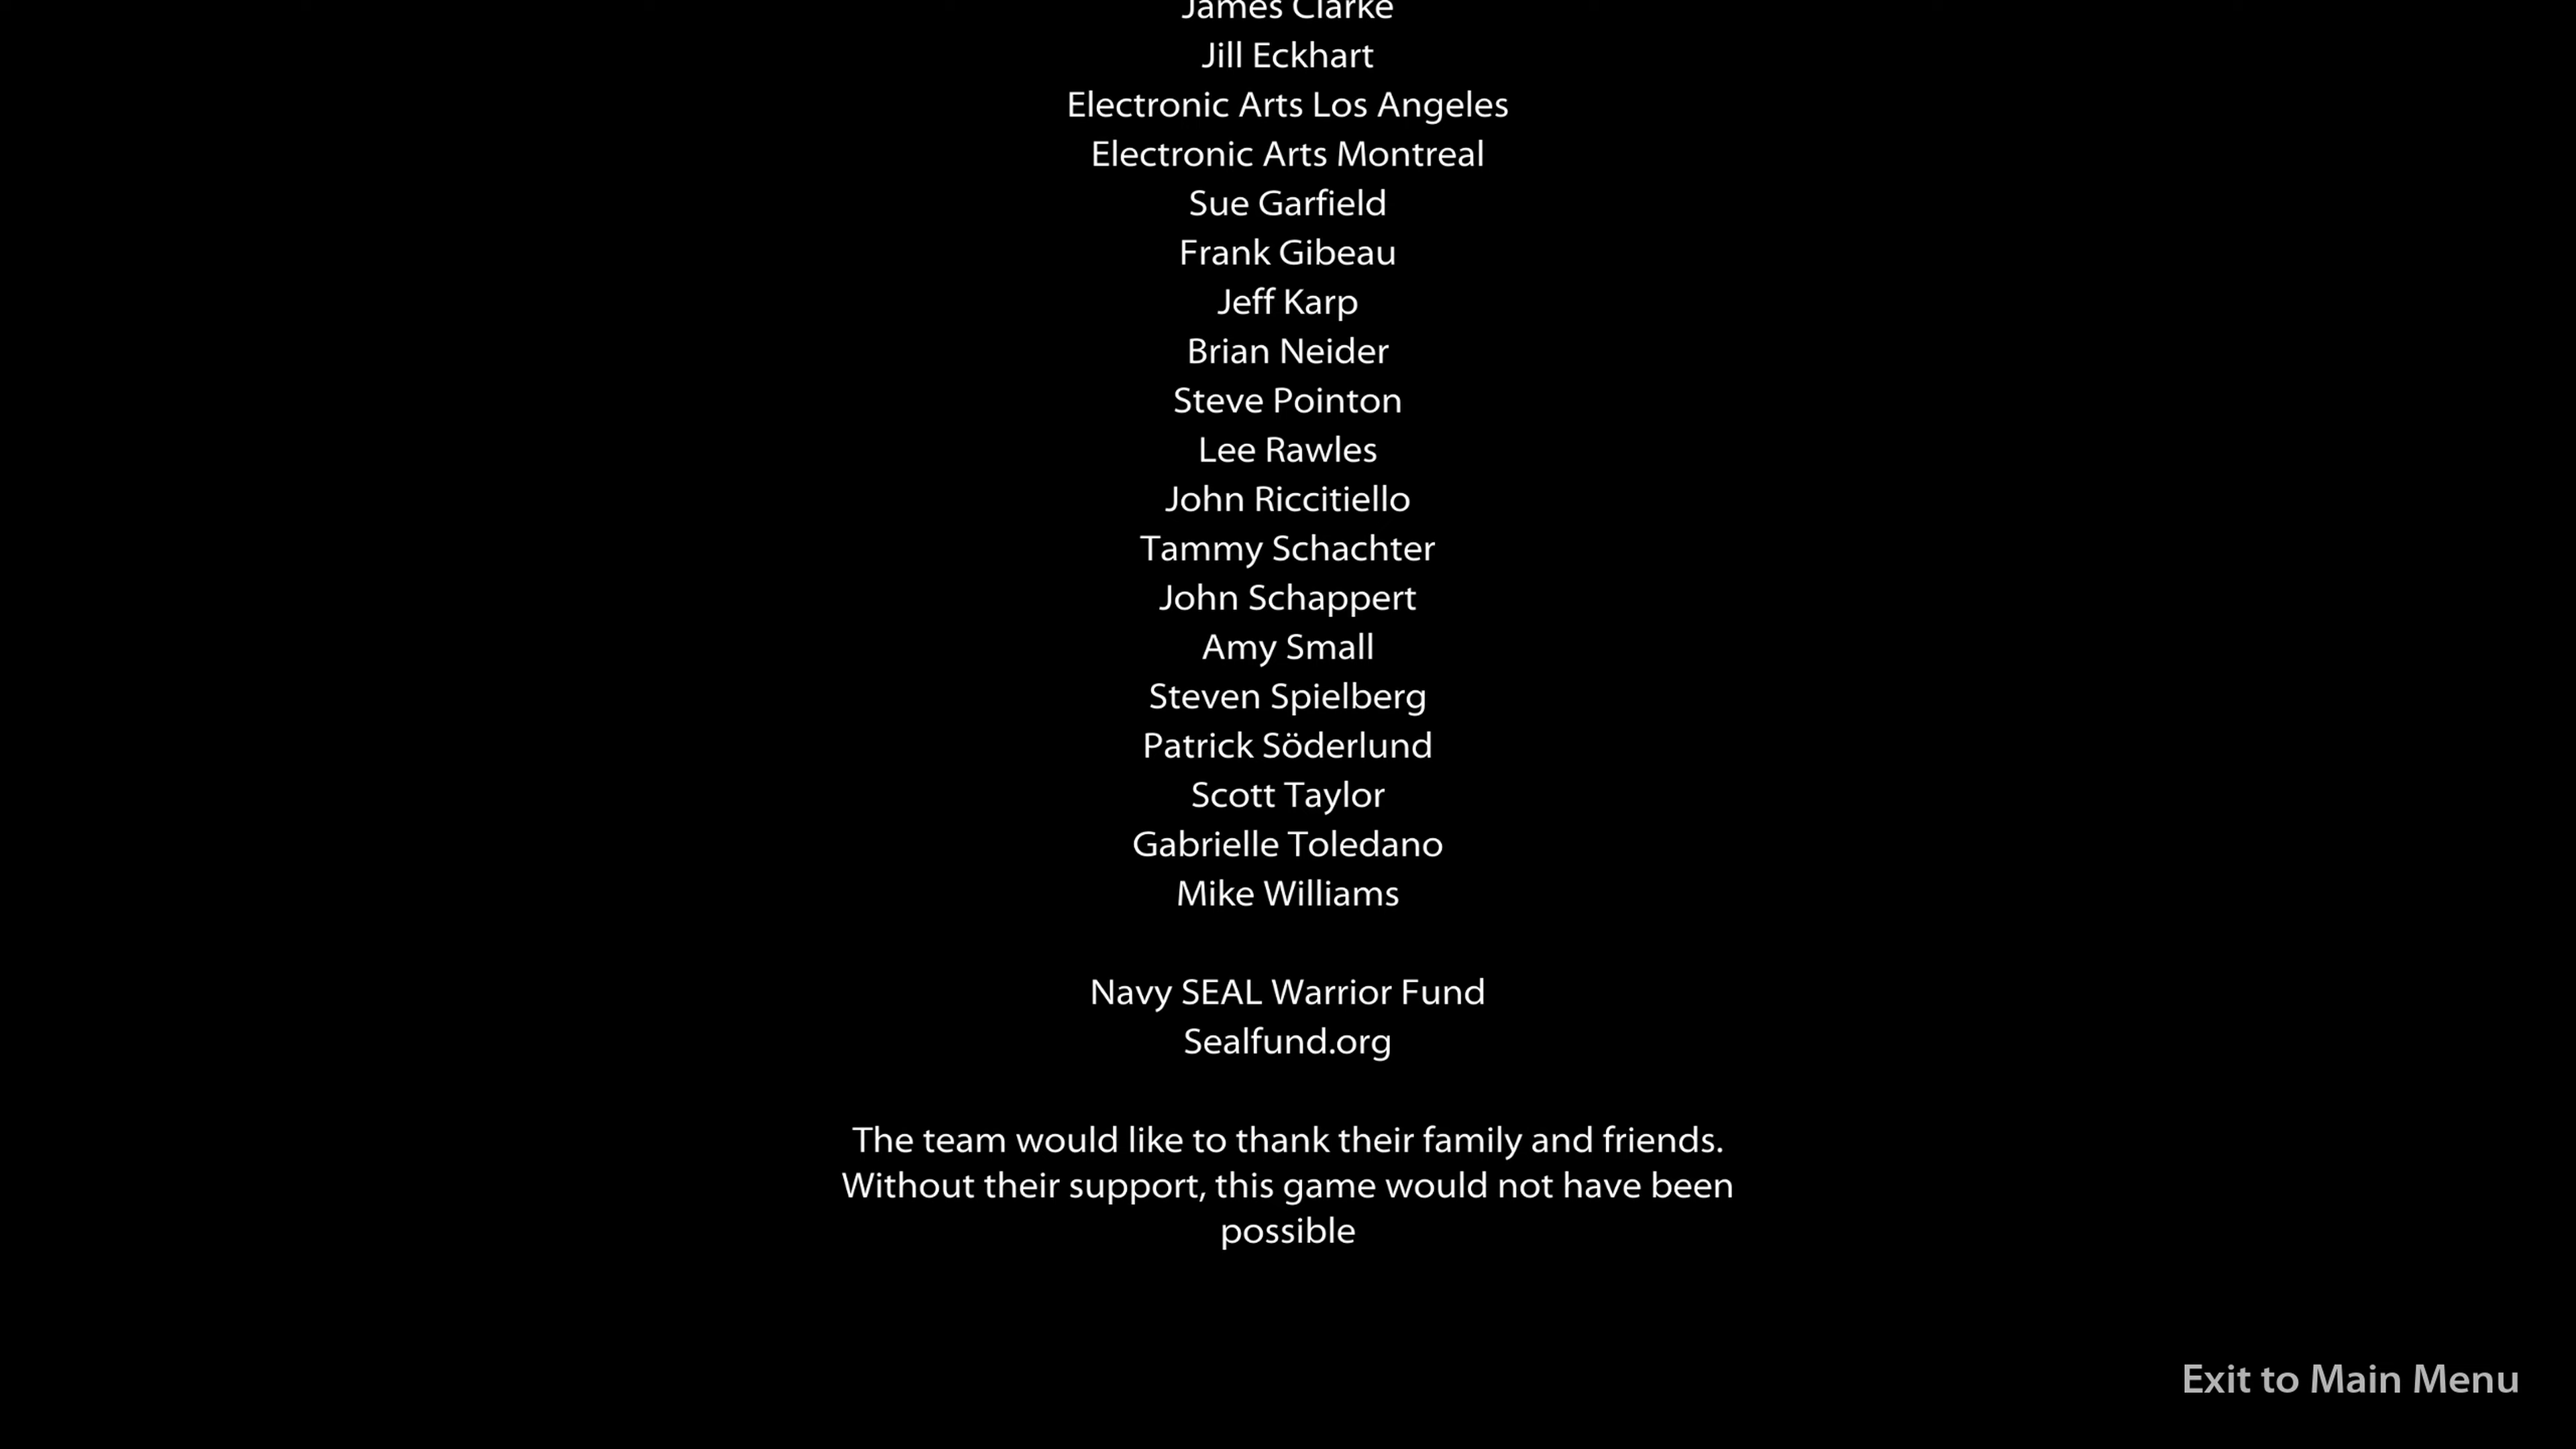 James Clarke
Jill Eckhart
Electronic Arts Los Angeles
Electronic Arts Montreal
Sue Garfield
Frank Gibeau
Jeff Karp
Brian Neider
Steve Pointon
Lee Rawles
John Riccitiello
Tammy Schachter
John Schappert
Amy Small
Steven Spielberg
Patrick Söderlund
Scott Taylor
Gabrielle Toledano
Mike Williams
Navy SEAL Warrior Fund
Sealfund.org
The team would like to thank their family and friends.
Without their support, this game would not have been
possible
Exit to Main Menu